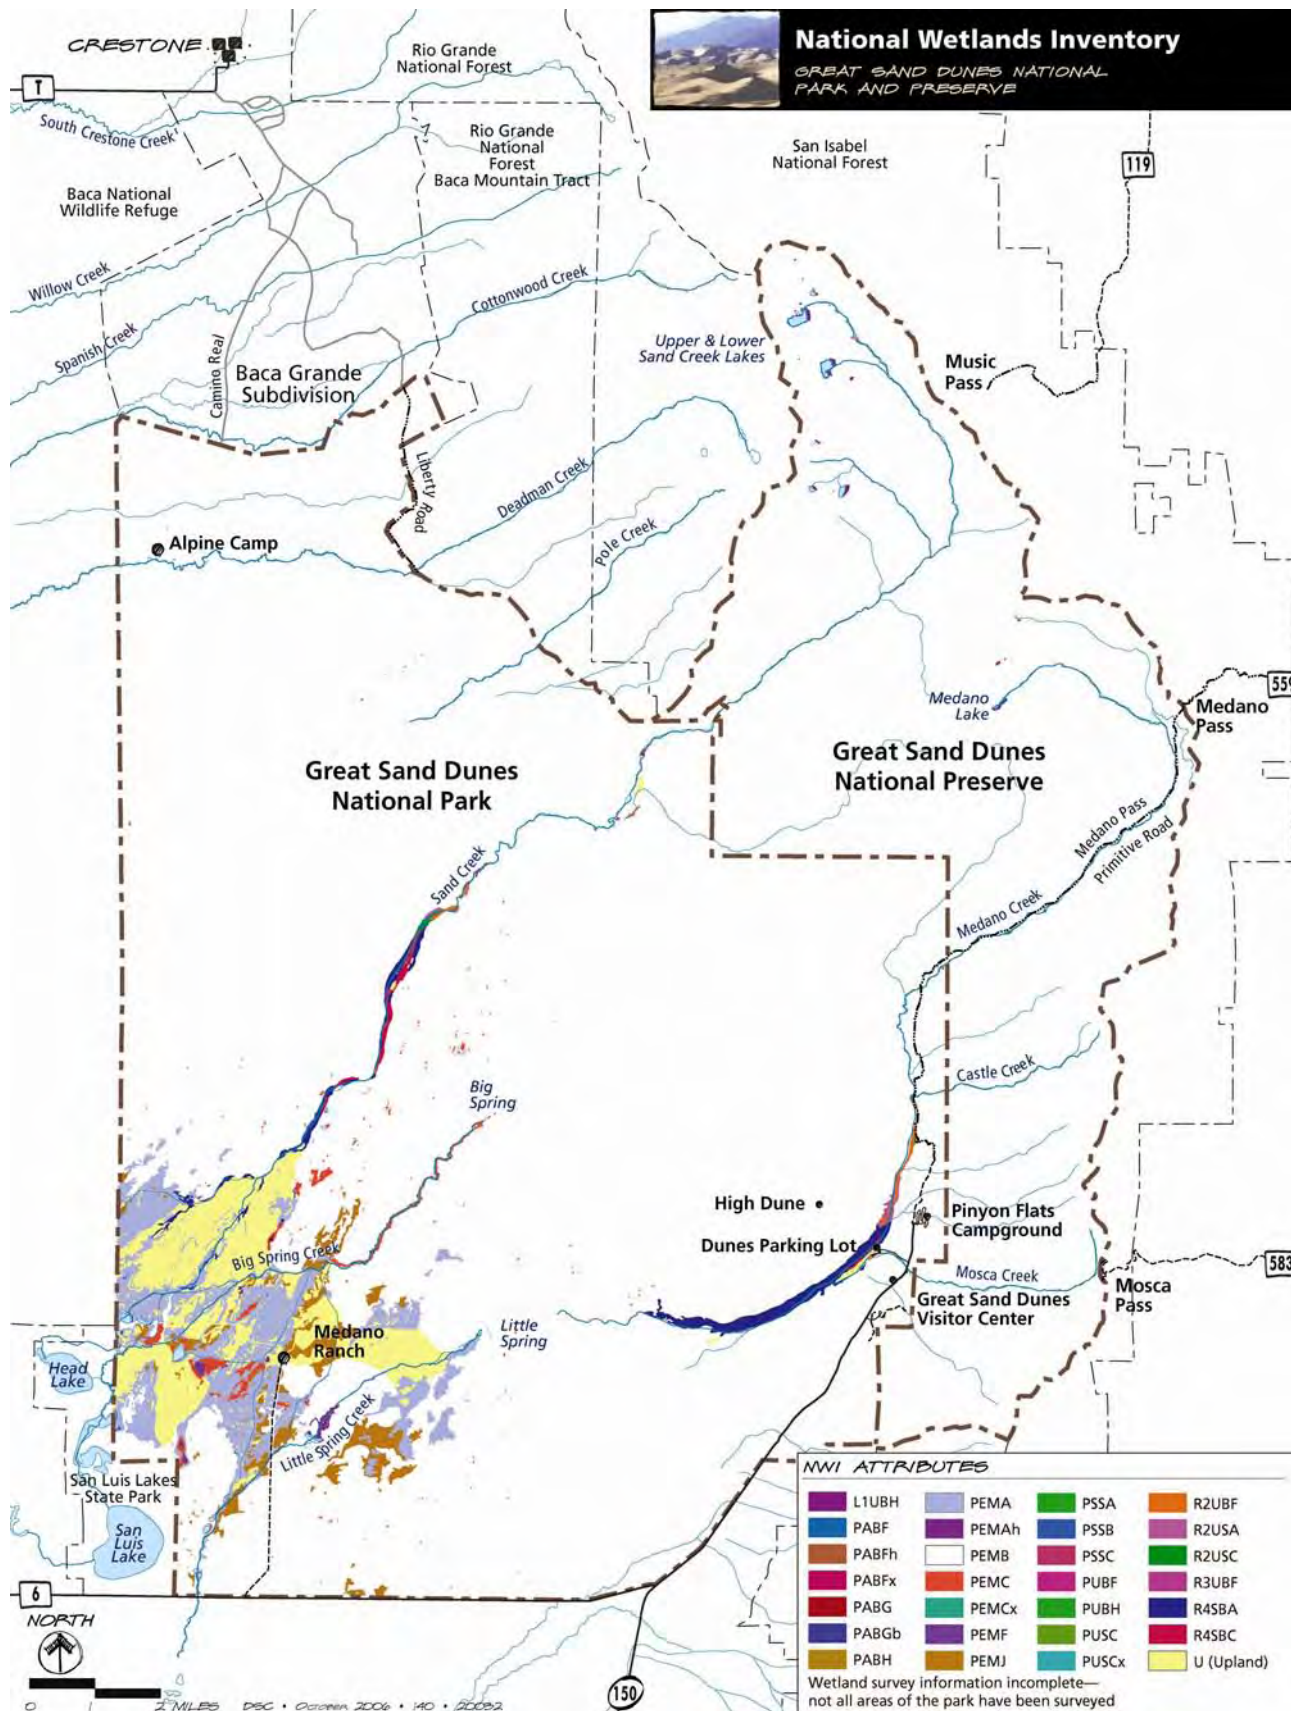 National Wetlands Inventory
GREAT SAND DUNES NATIONAL
PARK AND PRESERVE
CRESTONE
T
South Crestone Creek
Rio Grande
National Forest
Rio Grande
National
Forest
Baca Mountain Tract
San Isabel
National Forest
119
Baca National
Wildlife Refuge
Willow Creek
Spanish Creek
Camino Real
Cottonwood Creek
Baca Grande
Subdivision
Upper & Lower
Sand Creek Lakes
Music
Pass
Liberty Road
Deadman Creek
Pole Creek
Alpine Camp
Medano
Lake
559
Medano
Pass
Great Sand Dunes
National Park
Great Sand Dunes
National Preserve
Medano Pass
Primitive Road
Sand Creek
Medano Creek
Castle Creek
Big
Spring
High Dune
Pinyon Flats
Campground
Dunes Parking Lot
Big Spring Creek
Mosca Creek
583
Mosca
Pass
Great Sand Dunes
Visitor Center
Medano
Ranch
Little
Spring
Head
Lake
Little Spring Creek
San Luis Lakes
State Park
San
Luis
Lake
6
150
NORTH
0 1 2 MILES DSC • October 2006 • 140 • 20032
NWI ATTRIBUTES
L1UBH PEMA PSSA R2UBF
PABF PEMAh PSSB R2USA
PABFh PEMB PSSC R2USC
PABFx PEMC PUBF R3UBF
PABG PEMCx PUBH R4SBA
PABGb PEMF PUSC R4SBC
PABH PEMJ PUSCx U (Upland)
Wetland survey information incomplete—
not all areas of the park have been surveyed